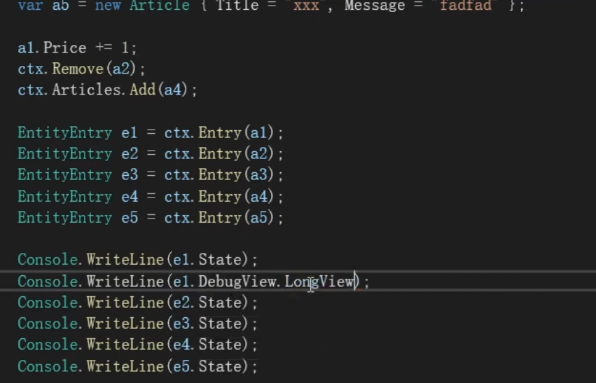 var a5 = new Article { Title = "xxx", Message = "fadfad" };
a1.Price += 1;
ctx.Remove(a2);
ctx.Articles.Add(a4);
EntityEntry e1 = ctx.Entry(a1);
EntityEntry e2 = ctx.Entry(a2);
EntityEntry e3 = ctx.Entry(a3);
EntityEntry e4 = ctx.Entry(a4);
EntityEntry e5 = ctx.Entry(a5);
Console.WriteLine(e1.State);
Console.WriteLine(e1.DebugView.LongView);
Console.WriteLine(e2.State);
Console.WriteLine(e3.State);
Console.WriteLine(e4.State);
Console.WriteLine(e5.State);